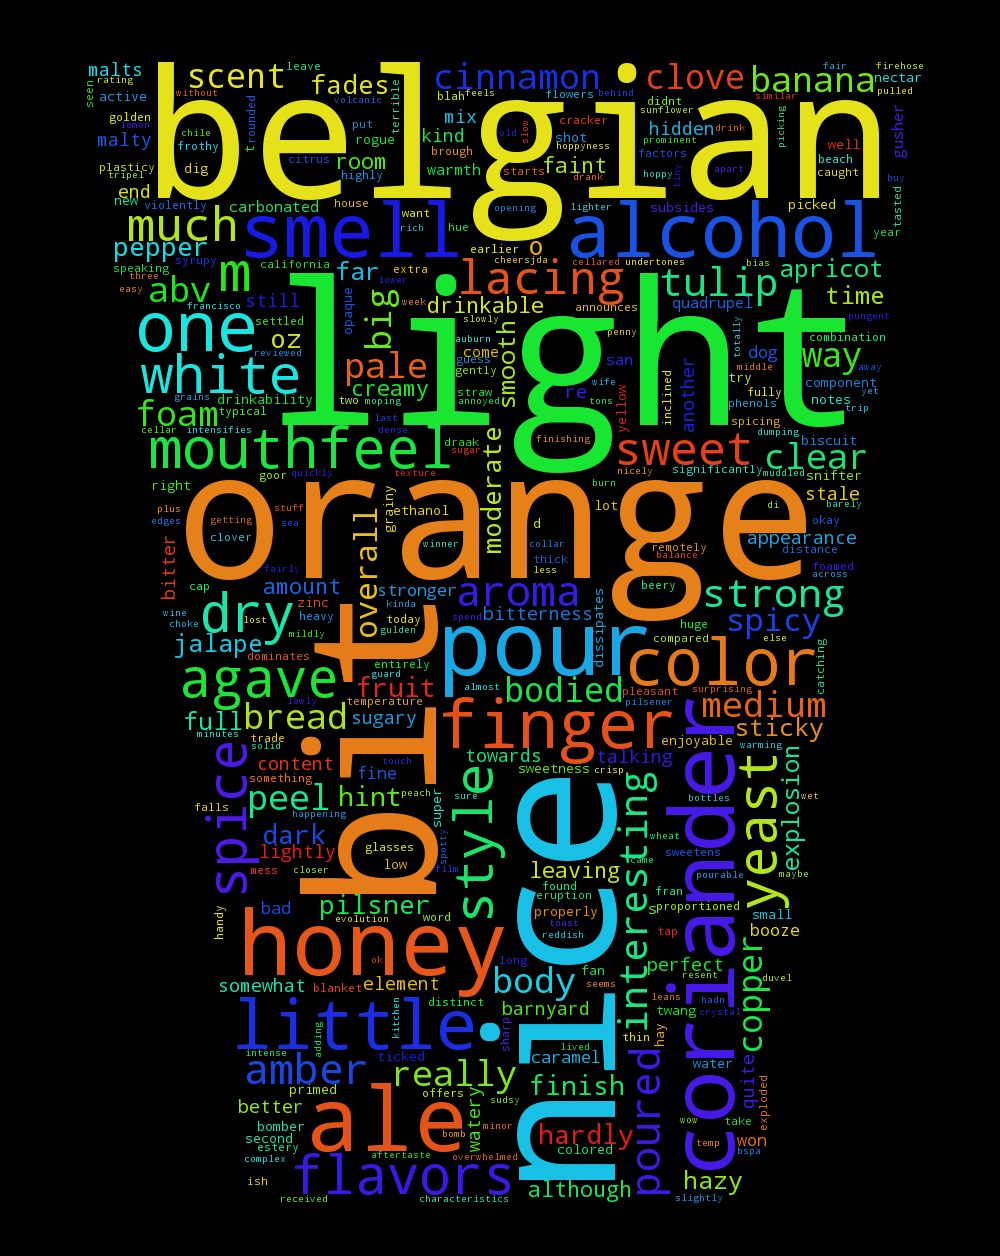 malts
scent
leave
fades
cinnamon
clove
banana
fair
firehose
rating
seen
active
without
belgian
volcanic
terrible
blah
feels
flowers
behind
didnt
similar
sunflower
nectar
pulled
golden
lemon
chile
trounded
put
mix
cracker
old
slow
hoppyness
hidden
prominent
drink
picking
gusher
malty
frothy
rogue
kind
shot
factors
well
plasticy
tripel
dig
citrus
room
highly
brough
warmth
starts
drank
faint
hoppy
tiny
apart
beach
caught
buy
end
new
violently
carbonated
house
want
rich
opening
lighter
subsides
picked
tasted
much
smell
hue
earlier
cheersjda
o
alcohol
year
pepper
syrupy
speaking
three
easy
m
california
far
lower
extra
lacing
cellared
undertones
bias
tulip
apricot
abv
francisco
still
opaque
big
week
drinkable
slowly
announces
quadrupel
time
pungent
one
settled
oz
reviewed
light
auburn
smooth
penny
san
dog
totally
combination
way
white
grains
pale
creamy
come
guess
gently
re
wife
tons
another
middle
away
try
fully
component
yet
foam
typical
drinkability
two
moping
annoyed
straw
yellow
inclined
phenols
notes
trip
cellar
intensifies
last
dense
draak
sugar
finishing
spicing
dumping
biscuit
mouthfeel
sweet
clear
right
goor
quickly
texture
moderate
nicely
burn
significantly
muddled
snifter
plus
edges
getting
stuff
sea
orange
grainy
ethanol
d
lot
di
stale
barely
okay
clover
overall
winner
collar
thick
less
remotely
balance
appearance
distance
foamed
across
bitter
fairly
beery
cap
amount
zinc
stronger
aroma
strong
wine
choke
dry
lost
heavy
mildly
kinda
today
gulden
spend
bitterness
dissipates
huge
spicy
jalape
dominates
bit
entirely
guard
pour
compared
else
color
catching
agave
lowly
fruit
almost
bodied
pleasant
surprising
pilsener
full
minutes
bread
temperature
sugary
finger
medium
sticky
trade
solid
towards
talking
enjoyable
warming
spice
content
something
touch
fine
sweetness
crisp
style
nice
interesting
coriander
yeast
explosion
bottles
wet
falls
peel
happening
hint
peach
super
sure
dark
glasses
spotty
wheat
lightly
mess
closer
low
film
leaving
came
sweetens
pourable
maybe
handy
bad
pilsner
evolution
word
found
eruption
properly
toast
reddish
s
fran
proportioned
small
booze
honey
ok
tap
long
somewhat
blanket
element
body
fan
seems
perfect
resent
copper
duvel
little
adding
kitchen
distinct
barnyard
leans
twang
hadn
crystal
intense
ticked
sharp
lived
thin
hay
amber
caramel
water
primed
really
offers
sudsy
finish
poured
quite
exploded
better
bomber
second
estery
complex
ale
bomb
minor
watery
hardly
colored
wow
take
temp
won
bspa
aftertaste
overwhelmed
ish
flavors
although
hazy
received
characteristics
slightly